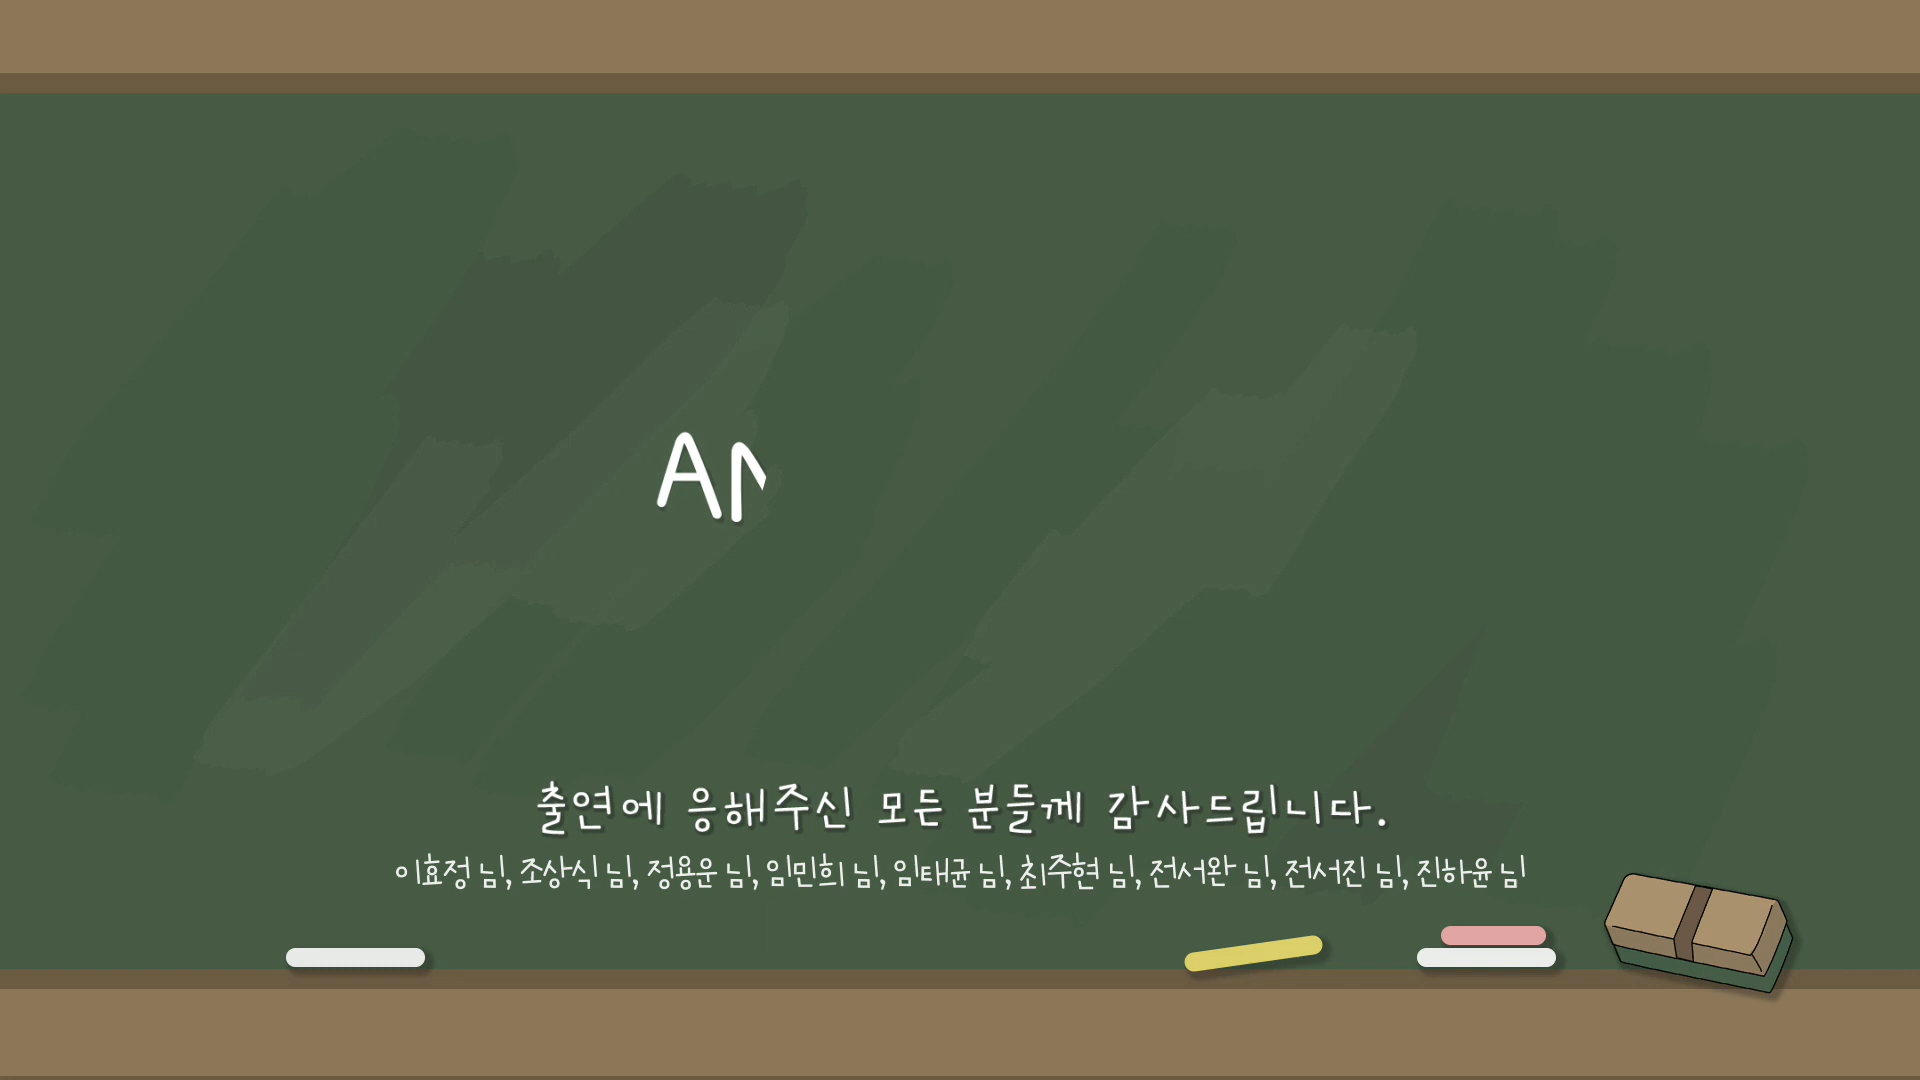 출연에 응해주신 모든 분들께 감사드립니다.
이효정 님, 조상식 님, 정용운 님, 임민희 님, 임태균 님, 최주현 님, 전서완 님, 전서진 님, 진하윤 님